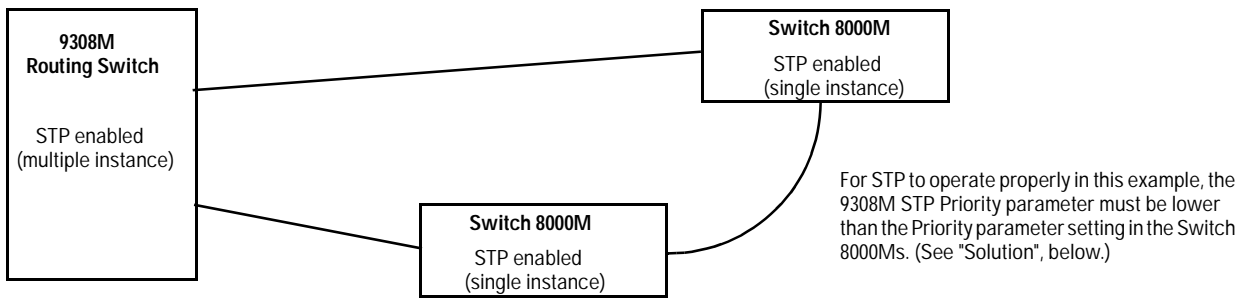 9308M
Routing Switch
STP enabled
(multiple instance)
Switch 8000M
STP enabled
(single instance)
Switch 8000M
STP enabled
(single instance)
For STP to operate properly in this example, the
9308M STP Priority parameter must be lower
than the Priority parameter setting in the Switch
8000Ms. (See "Solution", below.)